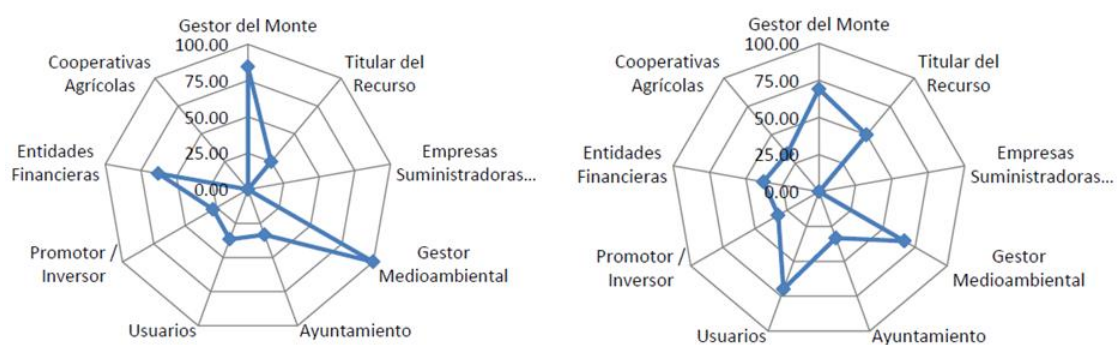 Gestor del Monte
100.00
75.00
50.00
25.00
0.00
Titular del
Recurso
Empresas
Suministradoras...
Gestor
Medioambiental
Ayuntamiento
Usuarios
Promotor /
Inversor
Entidades
Financieras
Cooperativas
Agrícolas
Gestor del Monte
100.00
75.00
50.00
25.00
0.00
Titular del
Recurso
Empresas
Suministradoras...
Gestor
Medioambiental
Ayuntamiento
Usuarios
Promotor /
Inversor
Entidades
Financieras
Cooperativas
Agrícolas